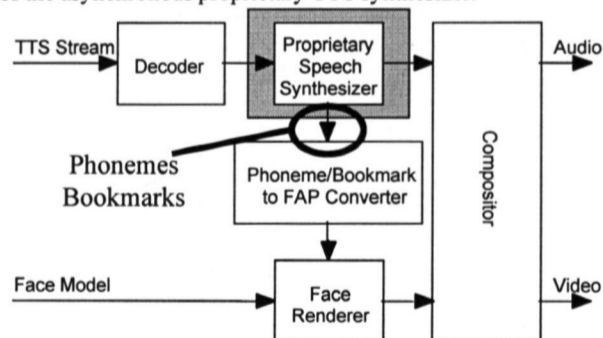 TTS Stream
Decoder
Proprietary
Speech
Synthesizer
Audio
Phonemes
Bookmarks
Phoneme/Bookmark
to FAP Converter
Compositor
Face Model
Face
Renderer
Video